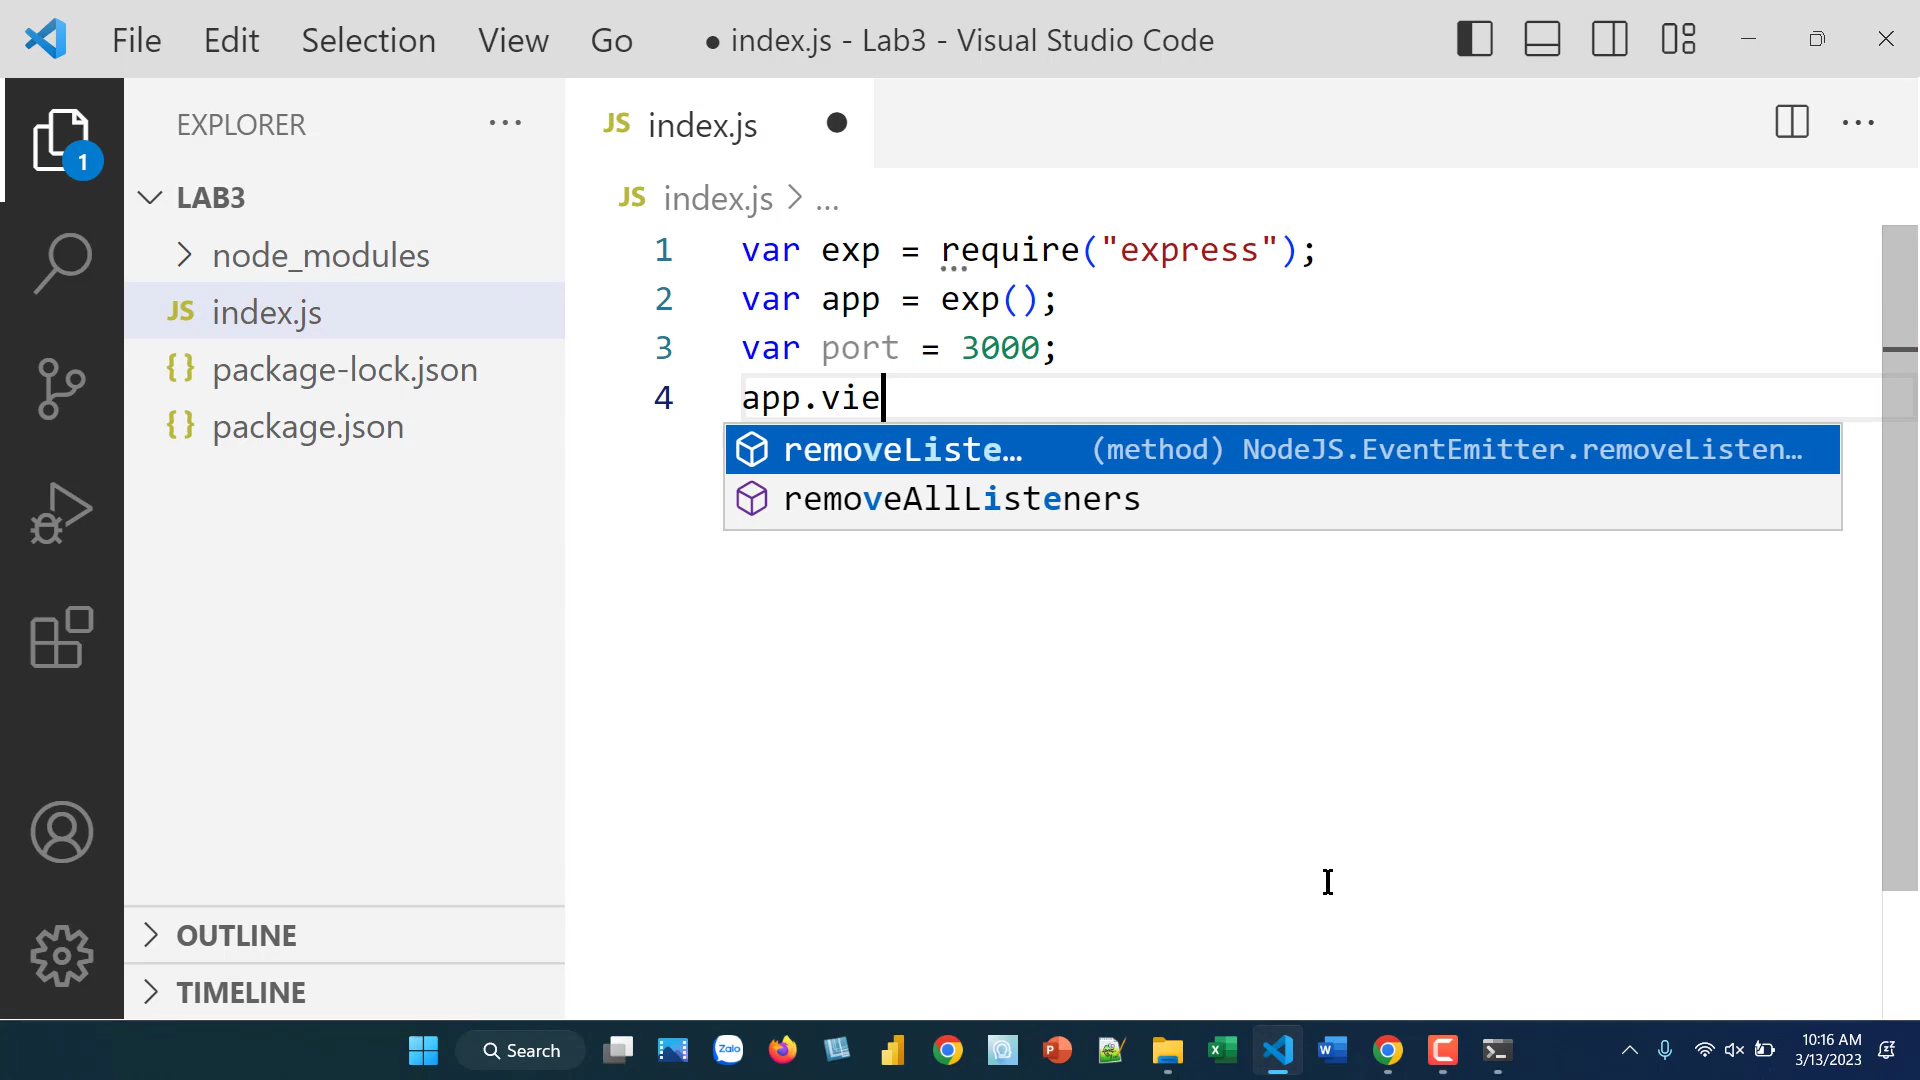 File Edit Selection View Go ● index.js - Lab3 - Visual Studio Code
EXPLORER ...
JS index.js ●
1
LAB3
node_modules
JS index.js
{} package-lock.json
{} package.json
OUTLINE
TIMELINE
JS index.js > ...
1 var exp = require("express");
2 var app = exp();
3 var port = 3000;
4 app.vie
removeListe... (method) NodeJS.EventEmitter.removeListen...
removeAllListeners
Search
Zalo
10:16 AM
3/13/2023